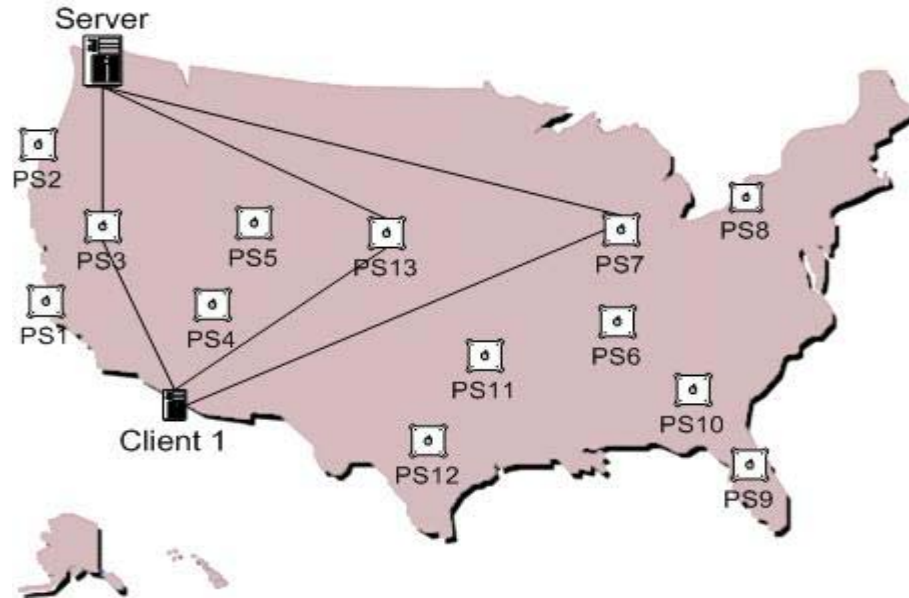 Server
PS2
PS8
PS3
PS5
PS13
PS7
PS1
PS4
PS6
PS11
PS10
Client 1
PS12
PS9